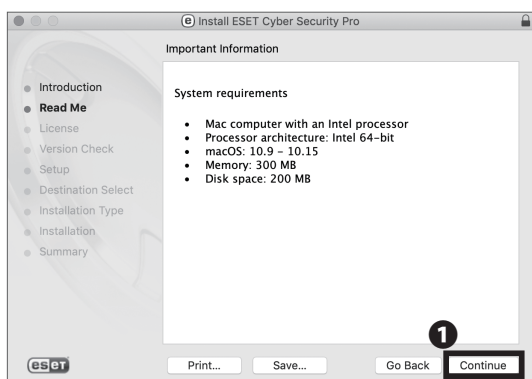 Install ESET Cyber Security Pro
Important Information
Introduction
Read Me
License
Version Check
Setup
Destination Select
Installation Type
Installation
Summary
System requirements
• Mac computer with an Intel processor
• Processor architecture: Intel 64-bit
• macOS: 10.9 – 10.15
• Memory: 300 MB
• Disk space: 200 MB
1
eset
Print... Save... Go Back Continue